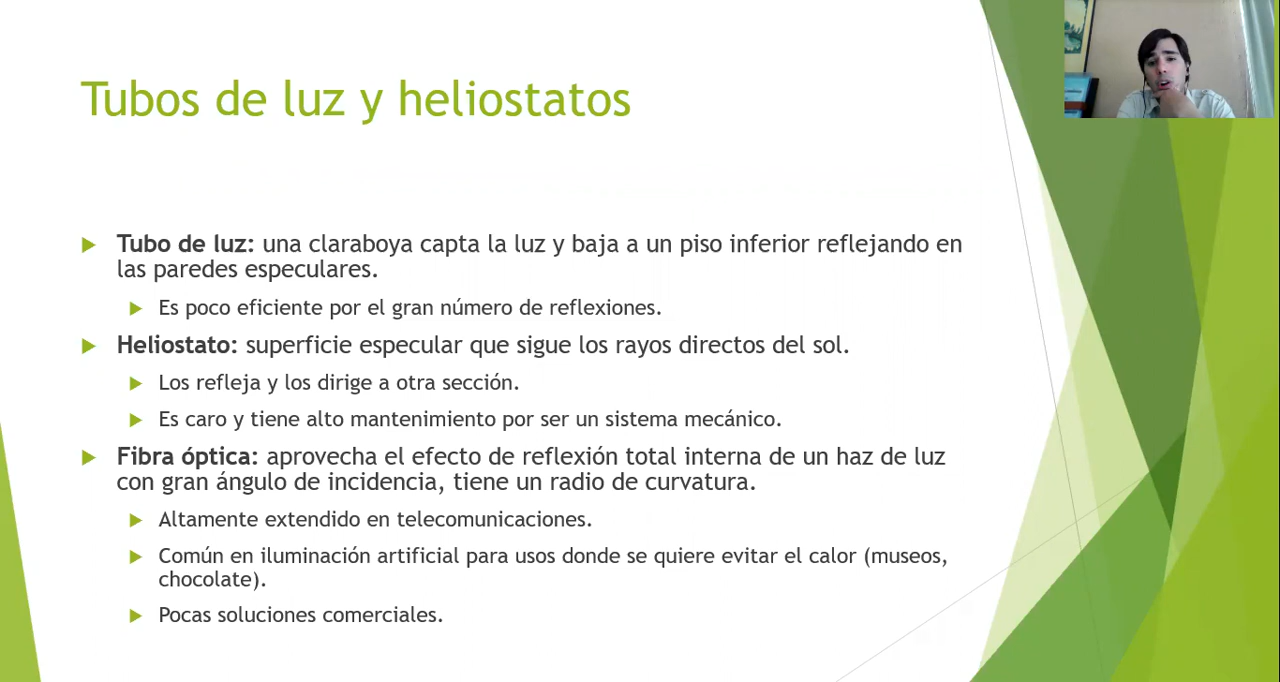 Tubos de luz y heliostatos
Tubo de luz: una claraboya capta la luz y baja a un piso inferior reflejando en
las paredes especulares.
Es poco eficiente por el gran número de reflexiones.
Heliostato: superficie especular que sigue los rayos directos del sol.
Los refleja y los dirige a otra sección.
Es caro y tiene alto mantenimiento por ser un sistema mecánico.
Fibra óptica: aprovecha el efecto de reflexión total interna de un haz de luz
con gran ángulo de incidencia, tiene un radio de curvatura.
Altamente extendido en telecomunicaciones.
Común en iluminación artificial para usos donde se quiere evitar el calor (museos,
chocolate).
Pocas soluciones comerciales.